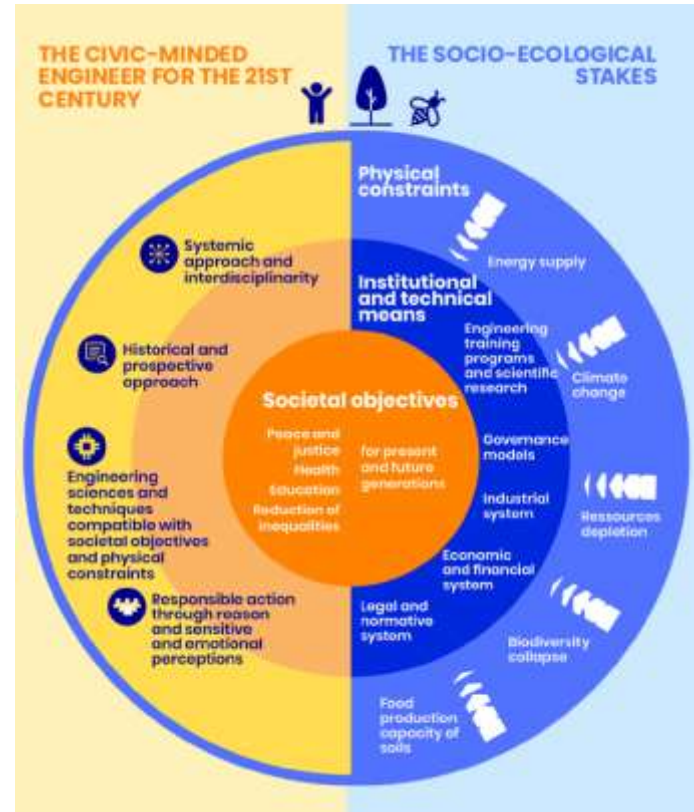 THE CIVIC-MINDED
ENGINEER FOR THE 21ST
CENTURY
THE SOCIO-ECOLOGICAL
STAKES
Systemic
approach and
interdisciplinarity
Historical and
prospective
approach
Engineering
sciences and
techniques
compatible with
societal objectives
and physical
constraints
Responsible action
through reason
and sensitive
and emotional
perceptions
Societal objectives
Peace and
justice
Health
Education
Reduction of
inequalities
for present
and future
generations
Physical
constraints
Energy supply
Climate
change
Ressources
depletion
Biodiversity
collapse
Food
production
capacity of
soils
Institutional
and technical
means
Engineering
training
programs
and scientific
research
Governance
models
Industrial
system
Economic
and financial
system
Legal and
normative
system